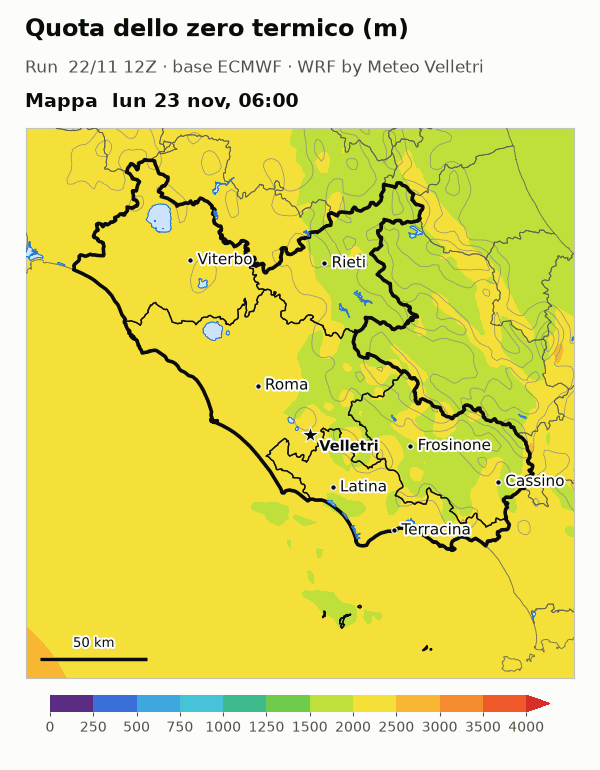 Quota dello zero termico (m)
Run 22/11 12Z · base ECMWF · WRF by Meteo Velletri
Mappa lun 23 nov, 06:00
Viterbo
Rieti
Roma
Velletri
Frosinone
Latina
Cassino
Terracina
50 km
0 250 500 750 1000 1250 1500 2000 2500 3000 3500 4000